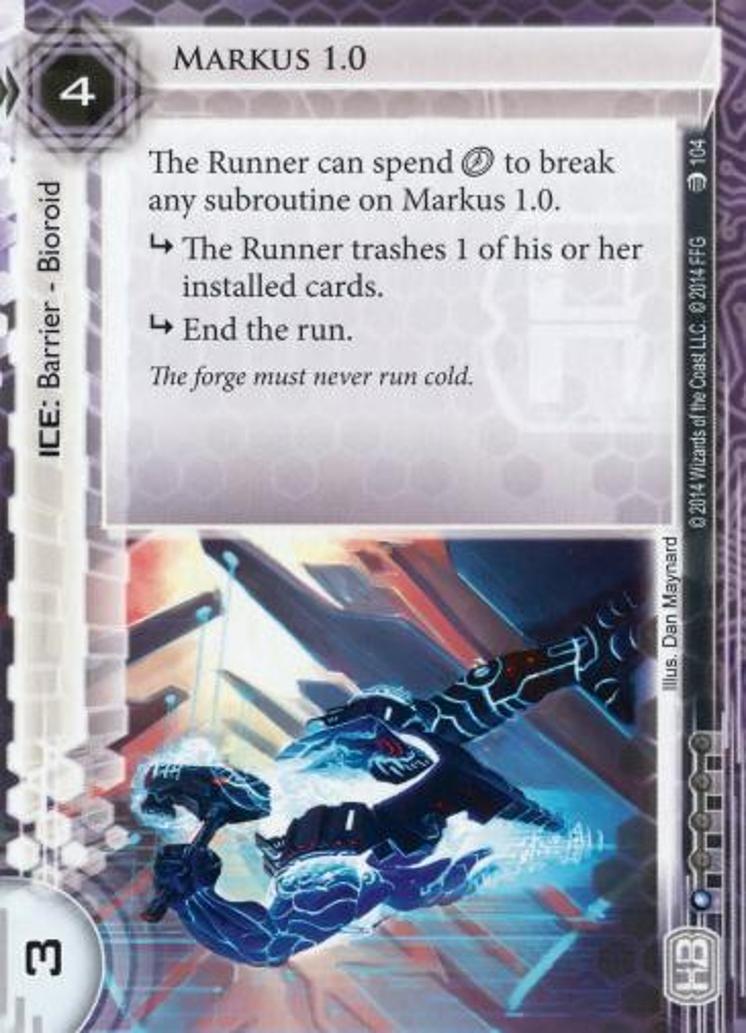 MARKUS 1.0
4
The Runner can spend to break
any subroutine on Markus 1.0.
The Runner trashes 1 of his or her
installed cards.
End the run.
The forge must never run cold.
ICE: Barrier - Bioroid
104
© 2014 Wizards of the Coast LLC. © 2014 FFG
Illus. Dan Maynard
3
HB